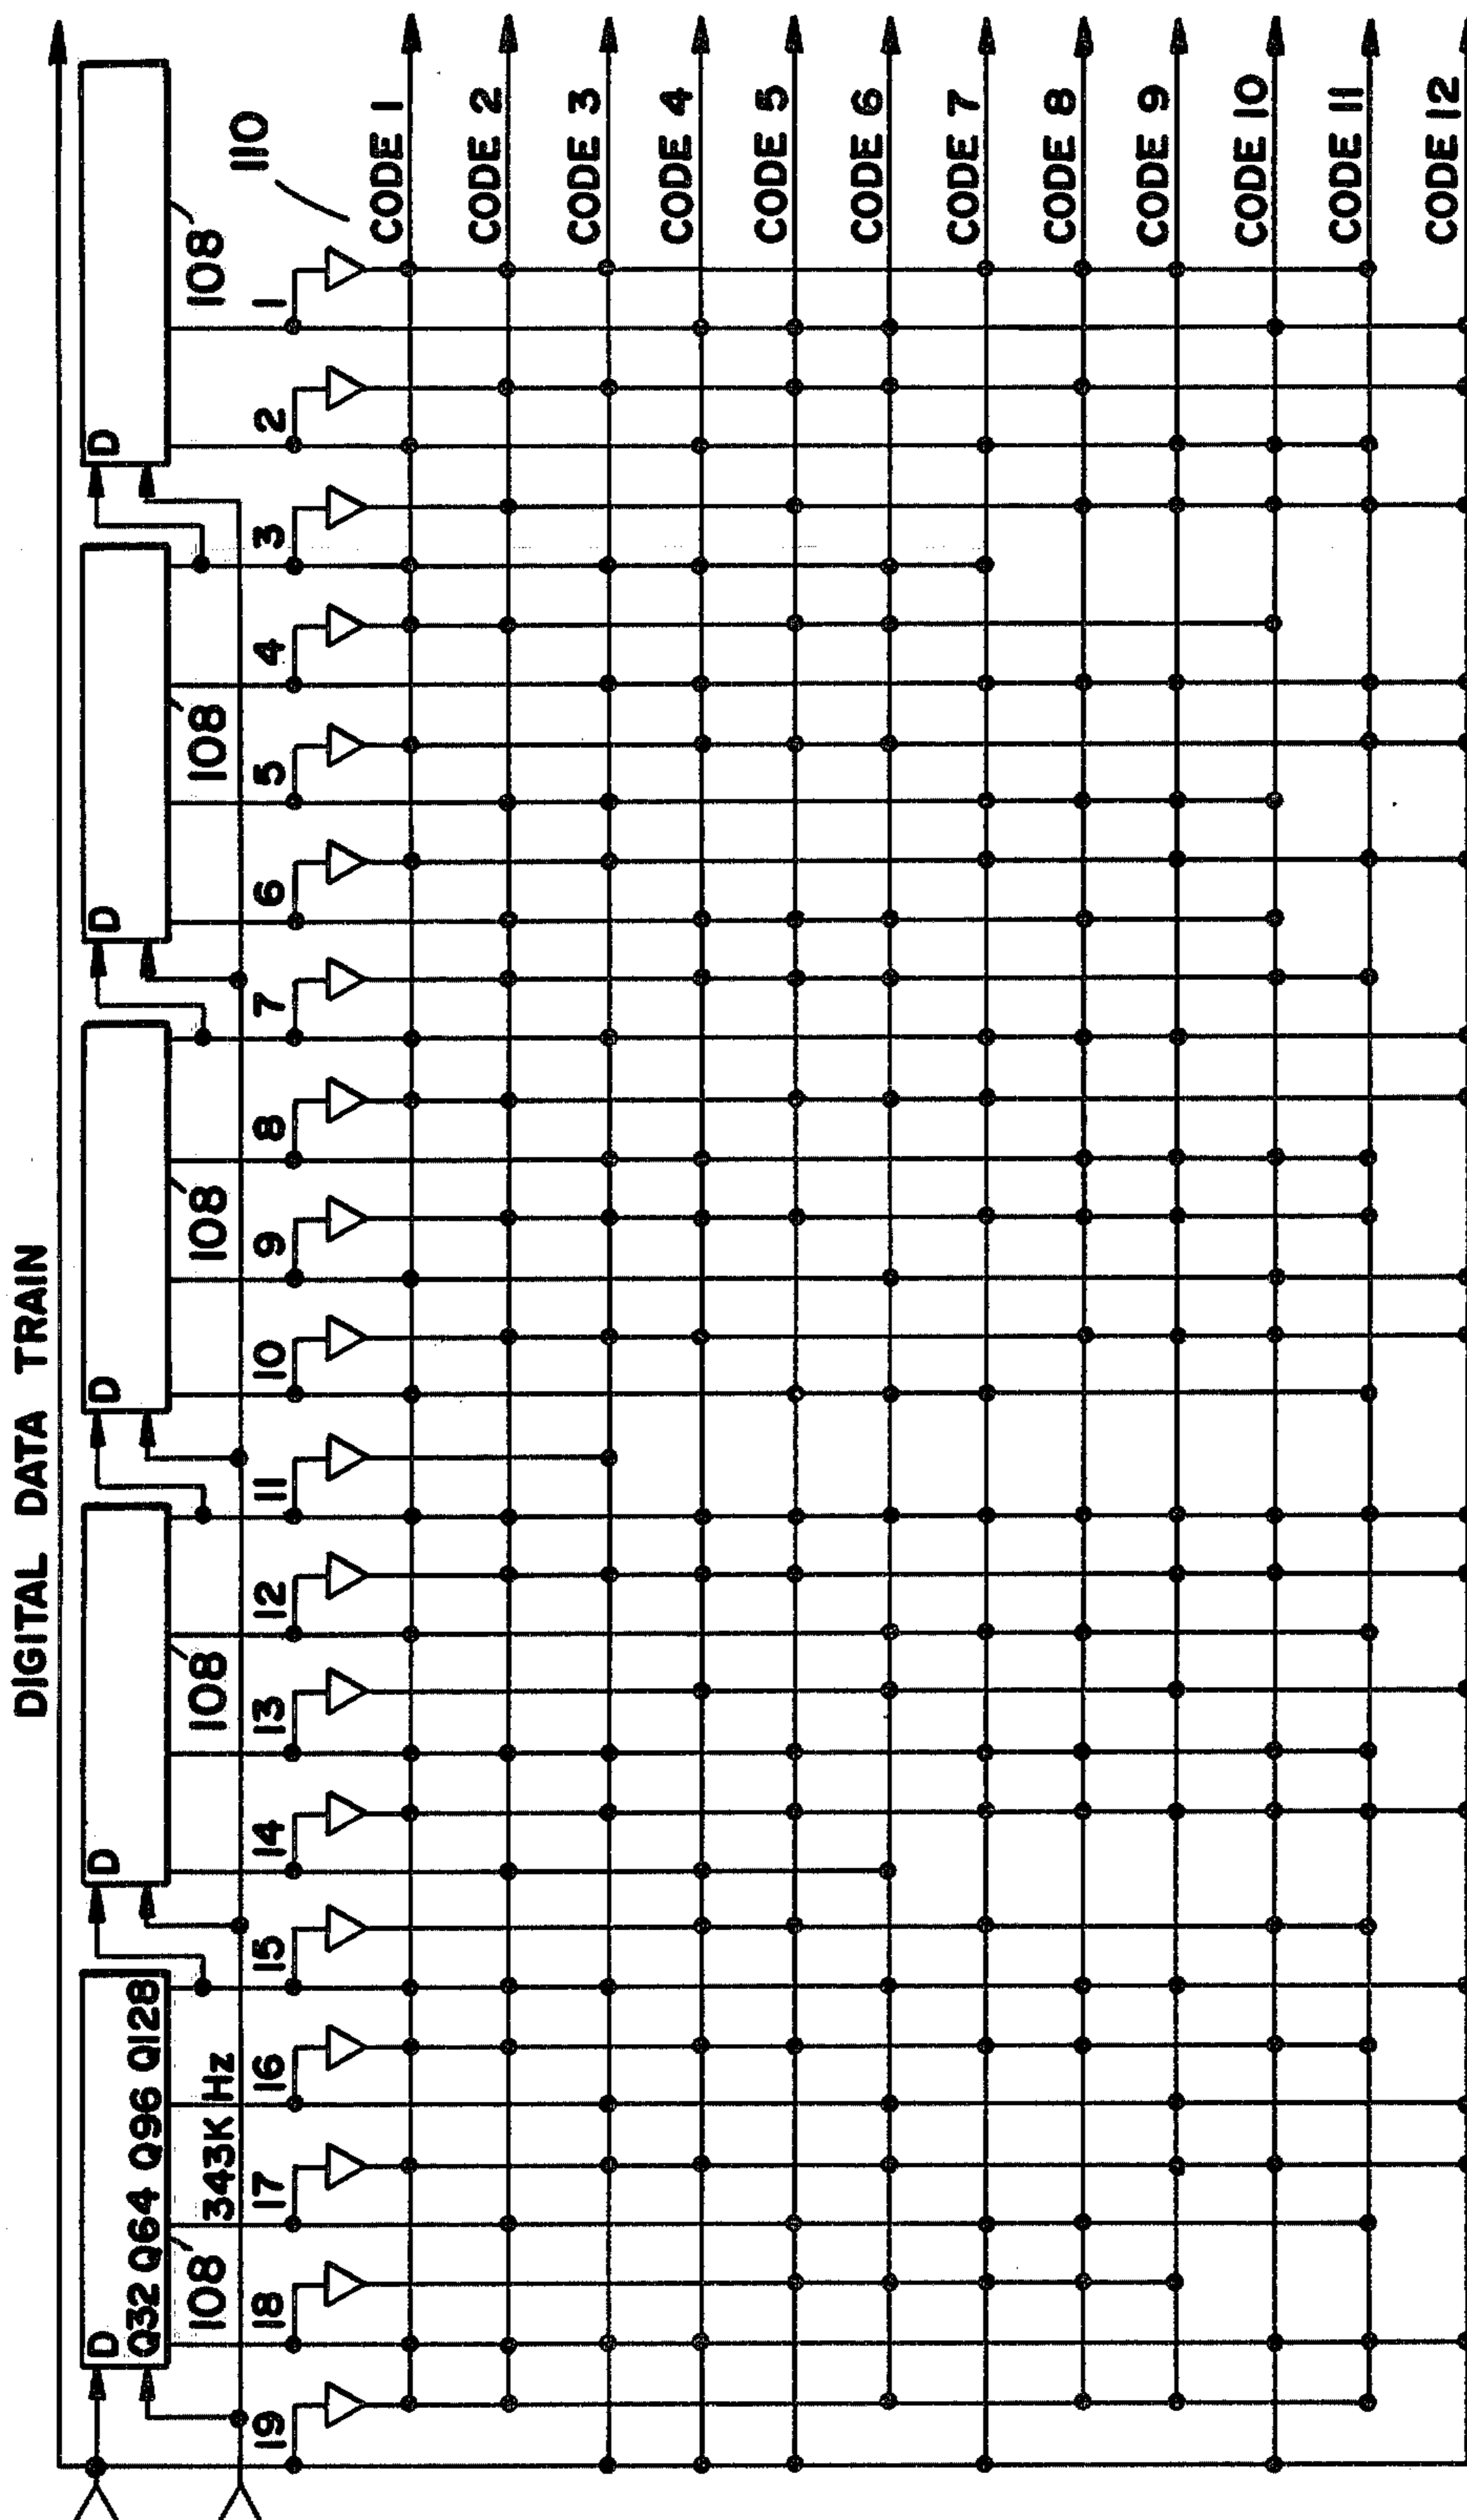 DIGITAL DATA TRAIN
D
D
D
D
D
Q32 Q64 Q96 Q128
108
108
108
108
108
343KHz
110
19
18
17
16
15
14
13
12
11
10
9
8
7
6
5
4
3
2
1
CODE 1
CODE 2
CODE 3
CODE 4
CODE 5
CODE 6
CODE 7
CODE 8
CODE 9
CODE 10
CODE 11
CODE 12